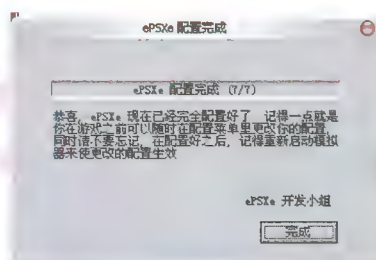 ePSXe 配置完成
ePSXe 配置完成 (7/7)
恭喜, ePSXe 现在已经完全配置好了 记得一点就是
你在游戏之前可以随时在配置菜单里更改你的配置,
同时请不要忘记, 在配置好之后, 记得重新启动模拟
器来使更改的配置生效
ePSXe 开发小组
完成